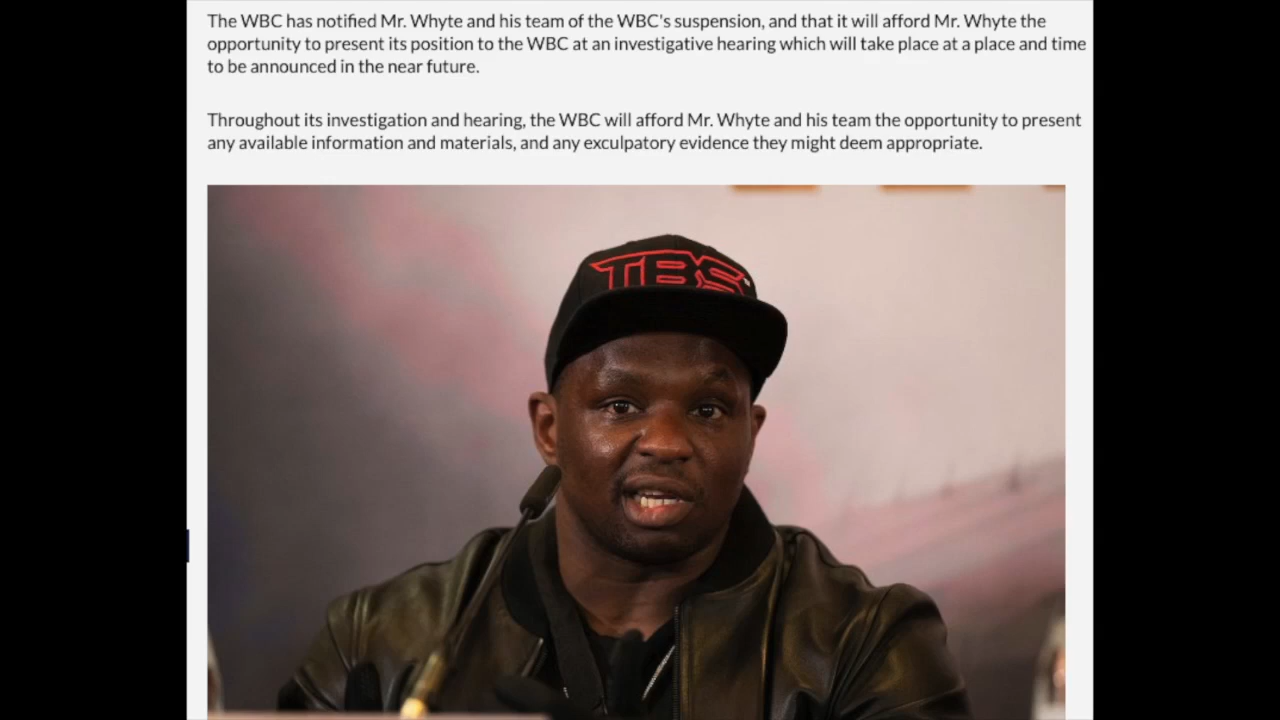 The WBC has notified Mr. Whyte and his team of the WBC's suspension, and that it will afford Mr. Whyte the
opportunity to present its position to the WBC at an investigative hearing which will take place at a place and time
to be announced in the near future.
Throughout its investigation and hearing, the WBC will afford Mr. Whyte and his team the opportunity to present
any available information and materials, and any exculpatory evidence they might deem appropriate.
TBS